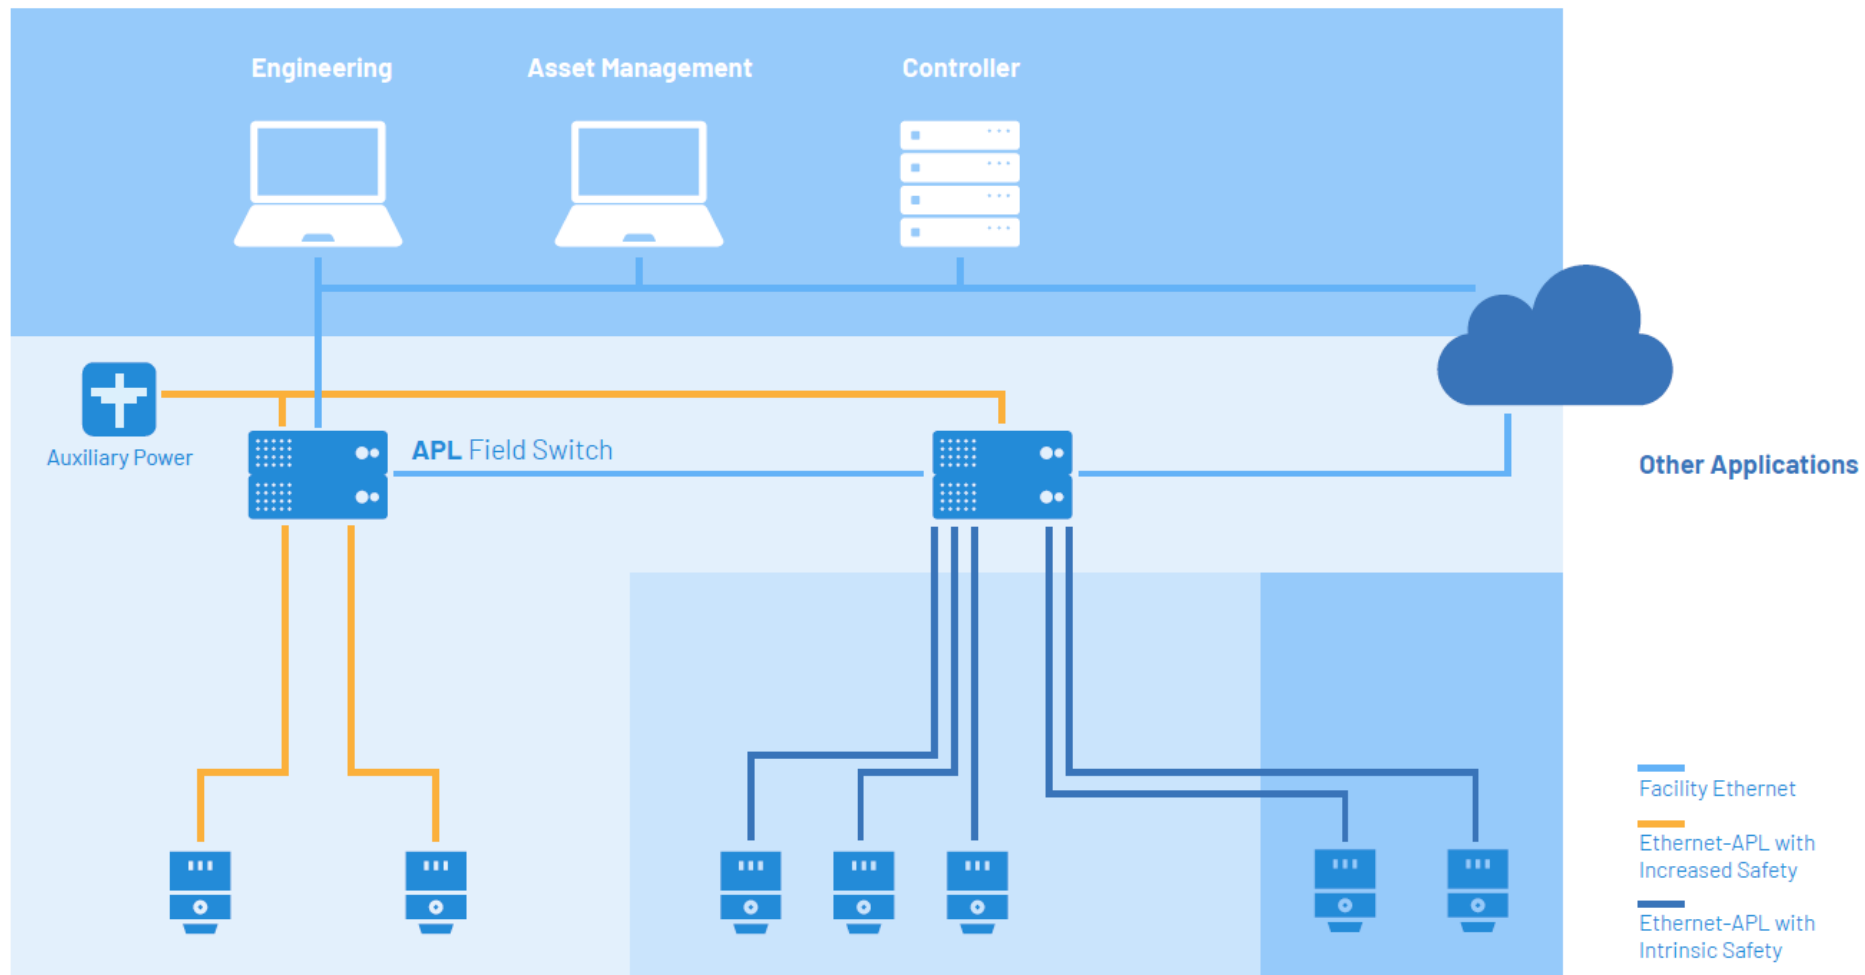 Engineering
Asset Management
Controller
Auxiliary Power
APL Field Switch
Other Applications
Facility Ethernet
Ethernet-APL with
Increased Safety
Ethernet-APL with
Intrinsic Safety